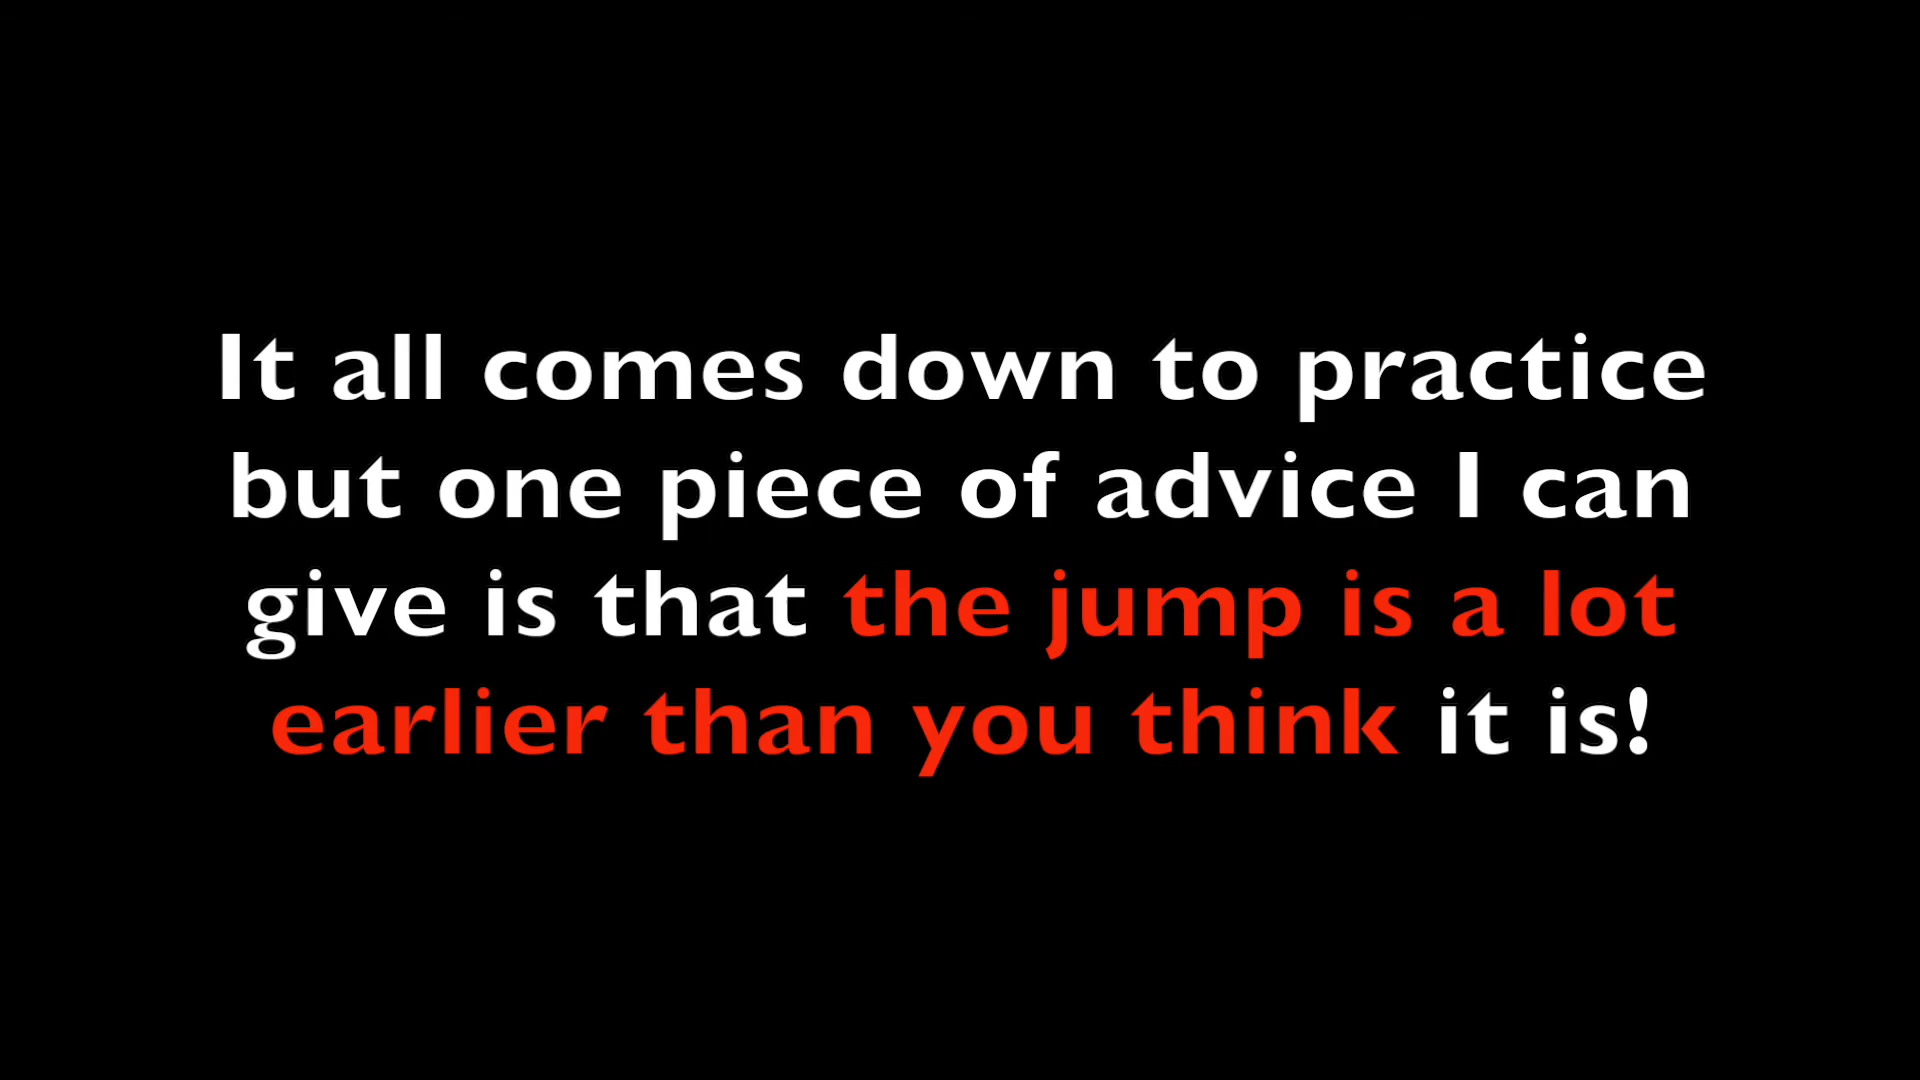 It all comes down to practice
but one piece of advice I can
give is that the jump is a lot
earlier than you think it is!